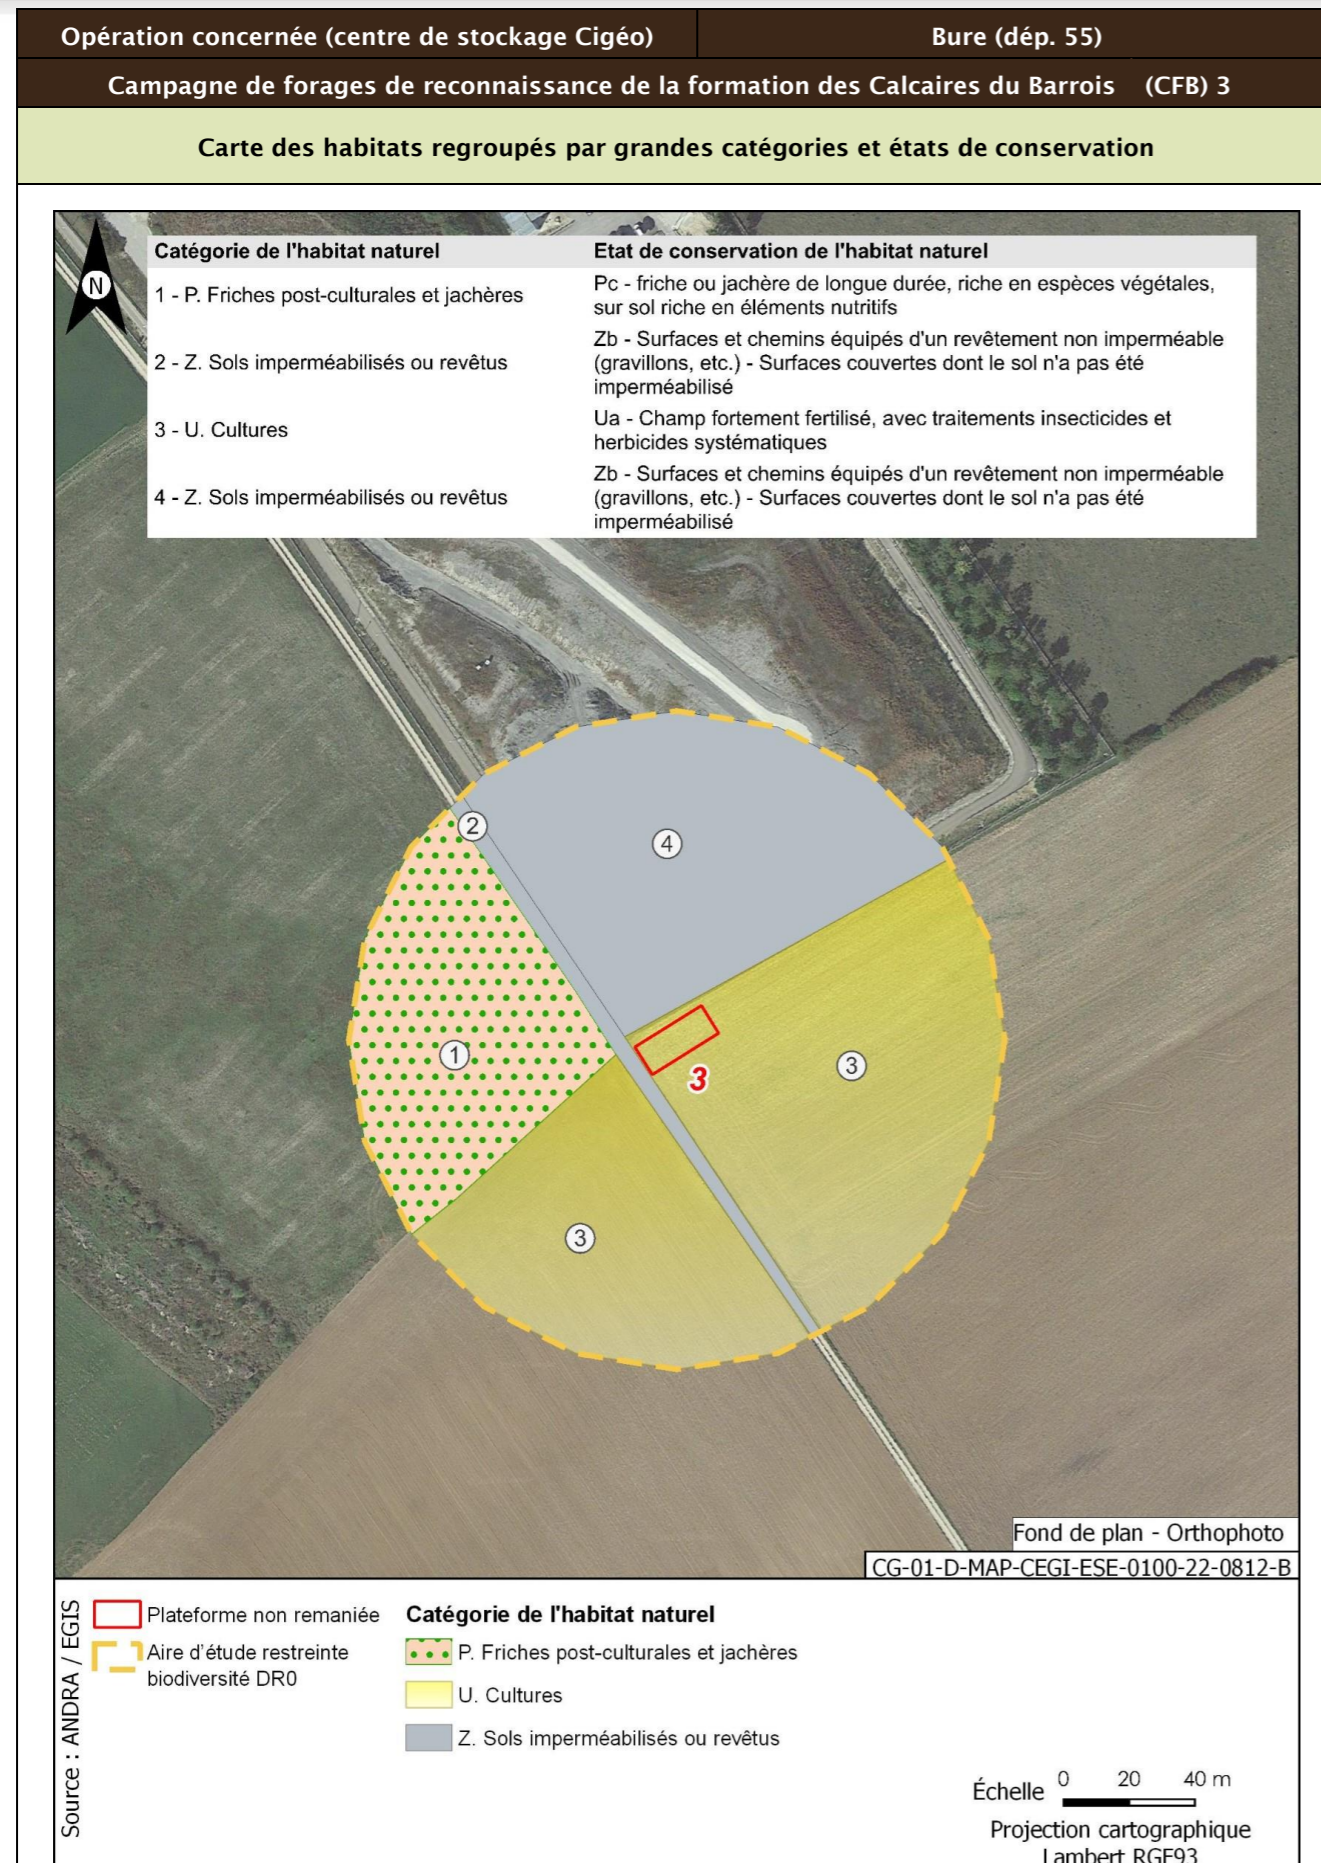 Opération concernée (centre de stockage Cigéo)
Bure (dép. 55)
Campagne de forages de reconnaissance de la formation des Calcaires du Barrois (CFB) 3
Carte des habitats regroupés par grandes catégories et états de conservation
N
Catégorie de l'habitat naturel
Etat de conservation de l'habitat naturel
1 - P. Friches post-culturales et jachères
Pc - friche ou jachère de longue durée, riche en espèces végétales,
sur sol riche en éléments nutritifs
2 - Z. Sols imperméabilisés ou revêtus
Zb - Surfaces et chemins équipés d'un revêtement non imperméable
(gravillons, etc.) - Surfaces couvertes dont le sol n'a pas été
imperméabilisé
3 - U. Cultures
Ua - Champ fortement fertilisé, avec traitements insecticides et
herbicides systématiques
4 - Z. Sols imperméabilisés ou revêtus
Zb - Surfaces et chemins équipés d'un revêtement non imperméable
(gravillons, etc.) - Surfaces couvertes dont le sol n'a pas été
imperméabilisé
2
4
1
3
3
3
Fond de plan - Orthophoto
CG-01-D-MAP-CEGI-ESE-0100-22-0812-B
Source : ANDRA / EGIS
Plateforme non remaniée
Aire d'étude restreinte
biodiversité DR0
Catégorie de l'habitat naturel
P. Friches post-culturales et jachères
U. Cultures
Z. Sols imperméabilisés ou revêtus
Échelle 0 20 40 m
Projection cartographique
Lambert RGF93